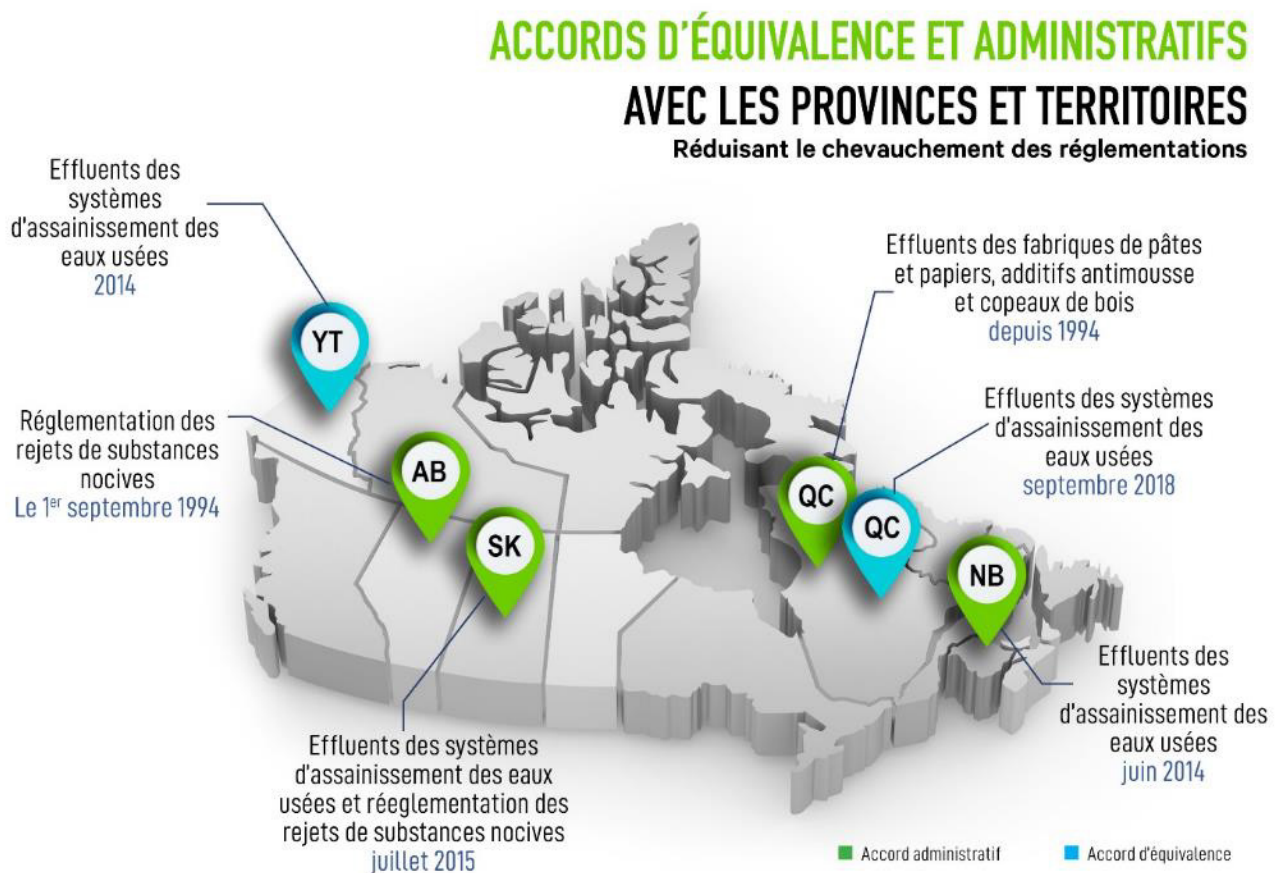 ACCORDS D'ÉQUIVALENCE ET ADMINISTRATIFS
AVEC LES PROVINCES ET TERRITOIRES
Réduisant le chevauchement des réglementations
Effluents des
systèmes
d'assainissement des
eaux usées
2014
YT
Effluents des fabriques de pâtes
et papiers, additifs antimousse
et copeaux de bois
depuis 1994
QC
Réglementation des
rejets de substances
nocives
Le 1er septembre 1994
AB
Effluents des systèmes
d'assainissement des
eaux usées
septembre 2018
QC
SK
Effluents des systèmes
d'assainissement des eaux
usées et réeglementation des
rejets de substances nocives
juillet 2015
NB
Effluents des
systèmes
d'assainissement des
eaux usées
juin 2014
Accord administratif
Accord d'équivalence